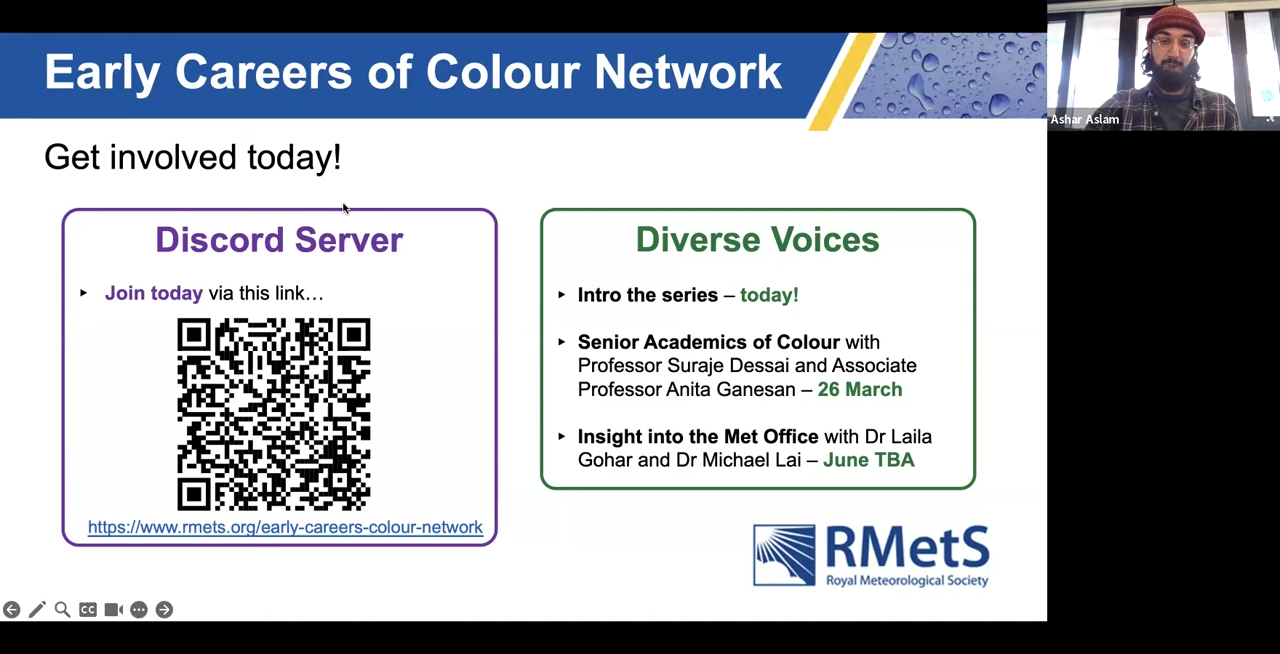 Early Careers of Colour Network
Get involved today!
Discord Server
‣ Join today via this link…
https://www.rmets.org/early-careers-colour-network
Diverse Voices
‣ Intro the series – today!
‣ Senior Academics of Colour with
Professor Suraje Dessai and Associate
Professor Anita Ganesan – 26 March
‣ Insight into the Met Office with Dr Laila
Gohar and Dr Michael Lai – June TBA
RMetS
Royal Meteorological Society
CC
Ashar Aslam